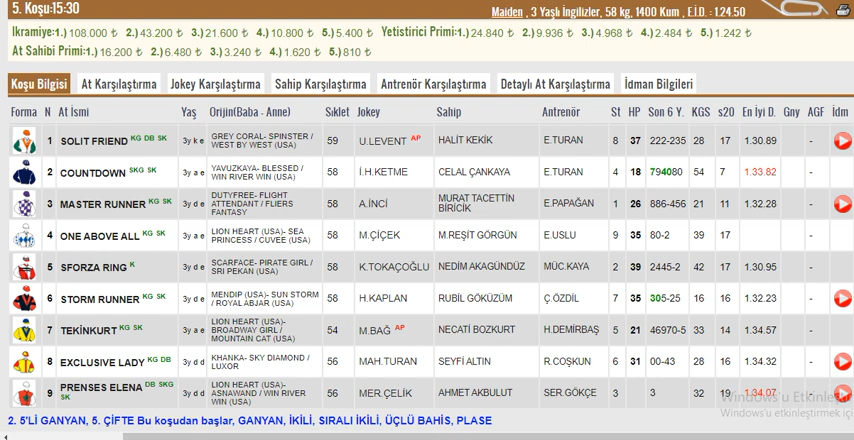 5. Koşu:15:30 Maiden , 3 Yaşlı İngilizler, 58 kg, 1400 Kum , E.İ.D. : 1.24.50
Ikramiye:1.) 108.000 ₺ 2.) 43.200 ₺ 3.) 21.600 ₺ 4.) 10.800 ₺ 5.) 5.400 ₺ Yetistirici Primi:1.) 24.840 ₺ 2.) 9.936 ₺ 3.) 4.968 ₺ 4.) 2.484 ₺ 5.) 1.242 ₺
At Sahibi Primi:1.) 16.200 ₺ 2.) 6.480 ₺ 3.) 3.240 ₺ 4.) 1.620 ₺ 5.) 810 ₺
Koşu Bilgisi At Karşılaştırma Jokey Karşılaştırma Sahip Karşılaştırma Antrenör Karşılaştırma Detaylı At Karşılaştırma İdman Bilgileri
Forma N At İsmi Yaş Orijin(Baba - Anne) Sıklet Jokey Sahip Antrenör St HP Son 6 Y. KGS s20 En İyi D. Gny AGF İdm
1 SOLIT FRIEND KG DB SK 3y k e GREY CORAL- SPINSTER / WEST BY WEST (USA) 59 U.LEVENT AP HALİT KEKİK E.TURAN 8 37 222-235 28 17 1.30.89 -
2 COUNTDOWN SKG SK 3y a e YAVUZKAYA- BLESSED / WIN RIVER WIN (USA) 58 İ.H.KETME CELAL ÇANKAYA E.TURAN 4 18 794080 54 7 1.33.82 -
3 MASTER RUNNER KG SK 3y d e DUTYFREE- FLIGHT ATTENDANT / FLIERS FANTASY 58 A.İNCİ MURAT TACETTİN BİRİCİK E.PAPAĞAN 1 26 886-456 21 11 1.32.28 -
4 ONE ABOVE ALL KG SK 3y a e LION HEART (USA)- SEA PRINCESS / CUVEE (USA) 58 M.ÇİÇEK M.REŞİT GÖRGÜN E.USLU 9 35 80-2 39 17 -
5 SFORZA RING K 3y d e SCARFACE- PIRATE GIRL / SRI PEKAN (USA) 58 K.TOKAÇOĞLU NEDİM AKAGÜNDÜZ MÜC.KAYA 2 39 2445-2 42 17 1.30.95 -
6 STORM RUNNER KG SK 3y d e MENDIP (USA)- SUN STORM / ROYAL ABJAR (USA) 58 H.KAPLAN RUBİL GÖKÜZÜM Ç.ÖZDİL 7 35 305-25 16 16 1.32.23 -
7 TEKİNKURT KG SK 3y a e LION HEART (USA)- BROADWAY GIRL / MOUNTAIN CAT (USA) 54 M.BAĞ AP NECATİ BOZKURT H.DEMİRBAŞ 5 21 46970-5 33 14 1.34.57 -
8 EXCLUSIVE LADY KG DB 3y d d KHANKA- SKY DIAMOND / LUXOR 56 MAH.TURAN SEYFİ ALTIN R.COŞKUN 6 31 00-43 28 16 1.34.32 -
9 PRENSES ELENA DB SKG SK 3y d d LION HEART (USA)- ASNAWAND / WIN RIVER WIN (USA) 56 MER.ÇELİK AHMET AKBULUT SER.GÖKÇE 3 3 32 19 1.34.07 -
Windows'u Etkinleştir
Windows'u etkinleştirmek iç
2. 5'Lİ GANYAN, 5. ÇİFTE Bu koşudan başlar, GANYAN, İKİLİ, SIRALI İKİLİ, ÜÇLÜ BAHİS, PLASE